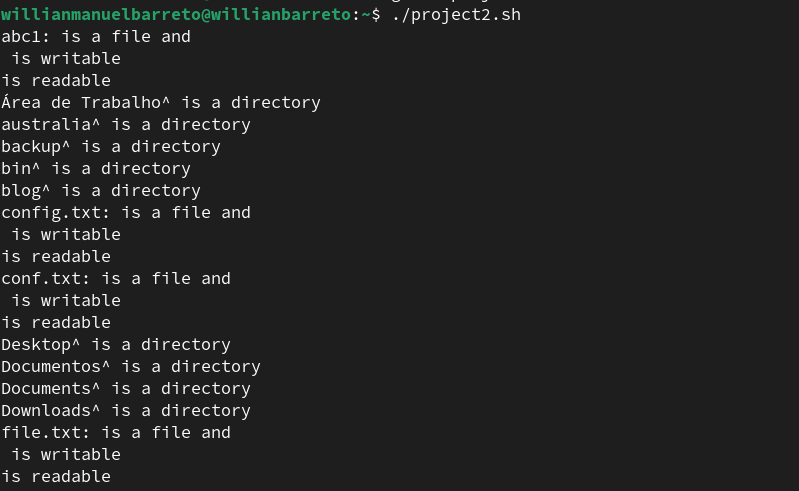 willianmanuelbarreto@willianbarreto:~$ ./project2.sh
abc1: is a file and
 is writable
is readable
Área de Trabalho^ is a directory
australia^ is a directory
backup^ is a directory
bin^ is a directory
blog^ is a directory
config.txt: is a file and
 is writable
is readable
conf.txt: is a file and
 is writable
is readable
Desktop^ is a directory
Documentos^ is a directory
Documents^ is a directory
Downloads^ is a directory
file.txt: is a file and
 is writable
is readable